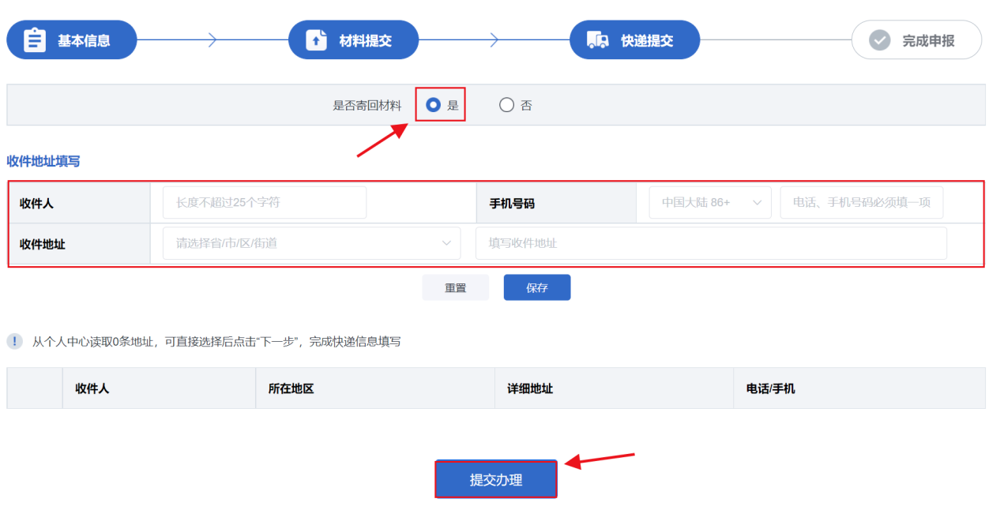 基本信息 材料提交 快递提交 完成申报
是否寄回材料 是 否
收件地址填写
收件人 长度不超过25个字符 手机号码 中国大陆 86+ 电话、手机号码必须填一项
收件地址 请选择省/市/区/街道 填写收件地址
重置 保存
! 从个人中心读取0条地址，可直接选择后点击“下一步”，完成快递信息填写
收件人 所在地区 详细地址 电话/手机
提交办理